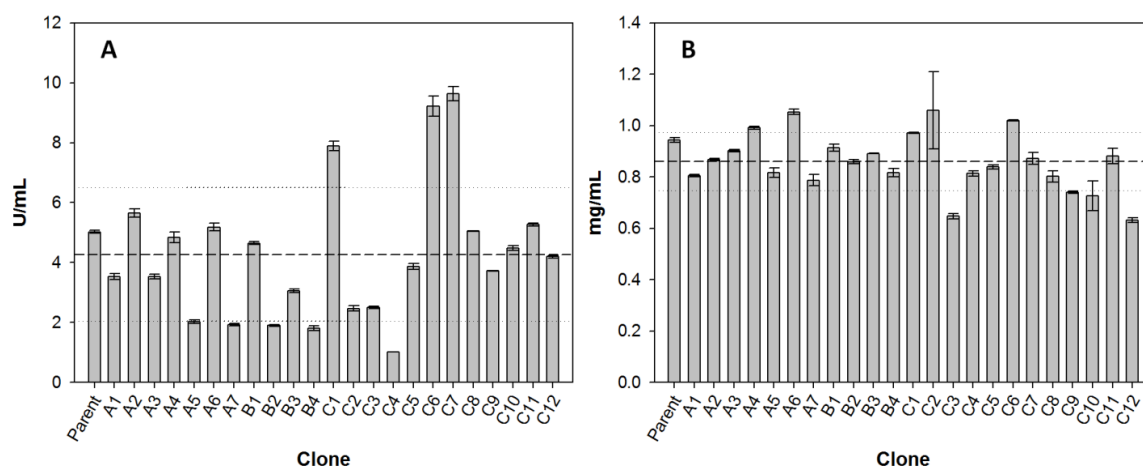 A
U/mL
12
10
8
6
4
2
0
Parent
A1
A2
A3
A4
A5
A6
A7
B1
B2
B3
B4
C1
C2
C3
C4
C5
C6
C7
C8
C9
C10
C11
C12
Clone
B
mg/mL
1.4
1.2
1.0
0.8
0.6
0.4
0.2
0.0
Parent
A1
A2
A3
A4
A5
A6
A7
B1
B2
B3
B4
C1
C2
C3
C4
C5
C6
C7
C8
C9
C10
C11
C12
Clone